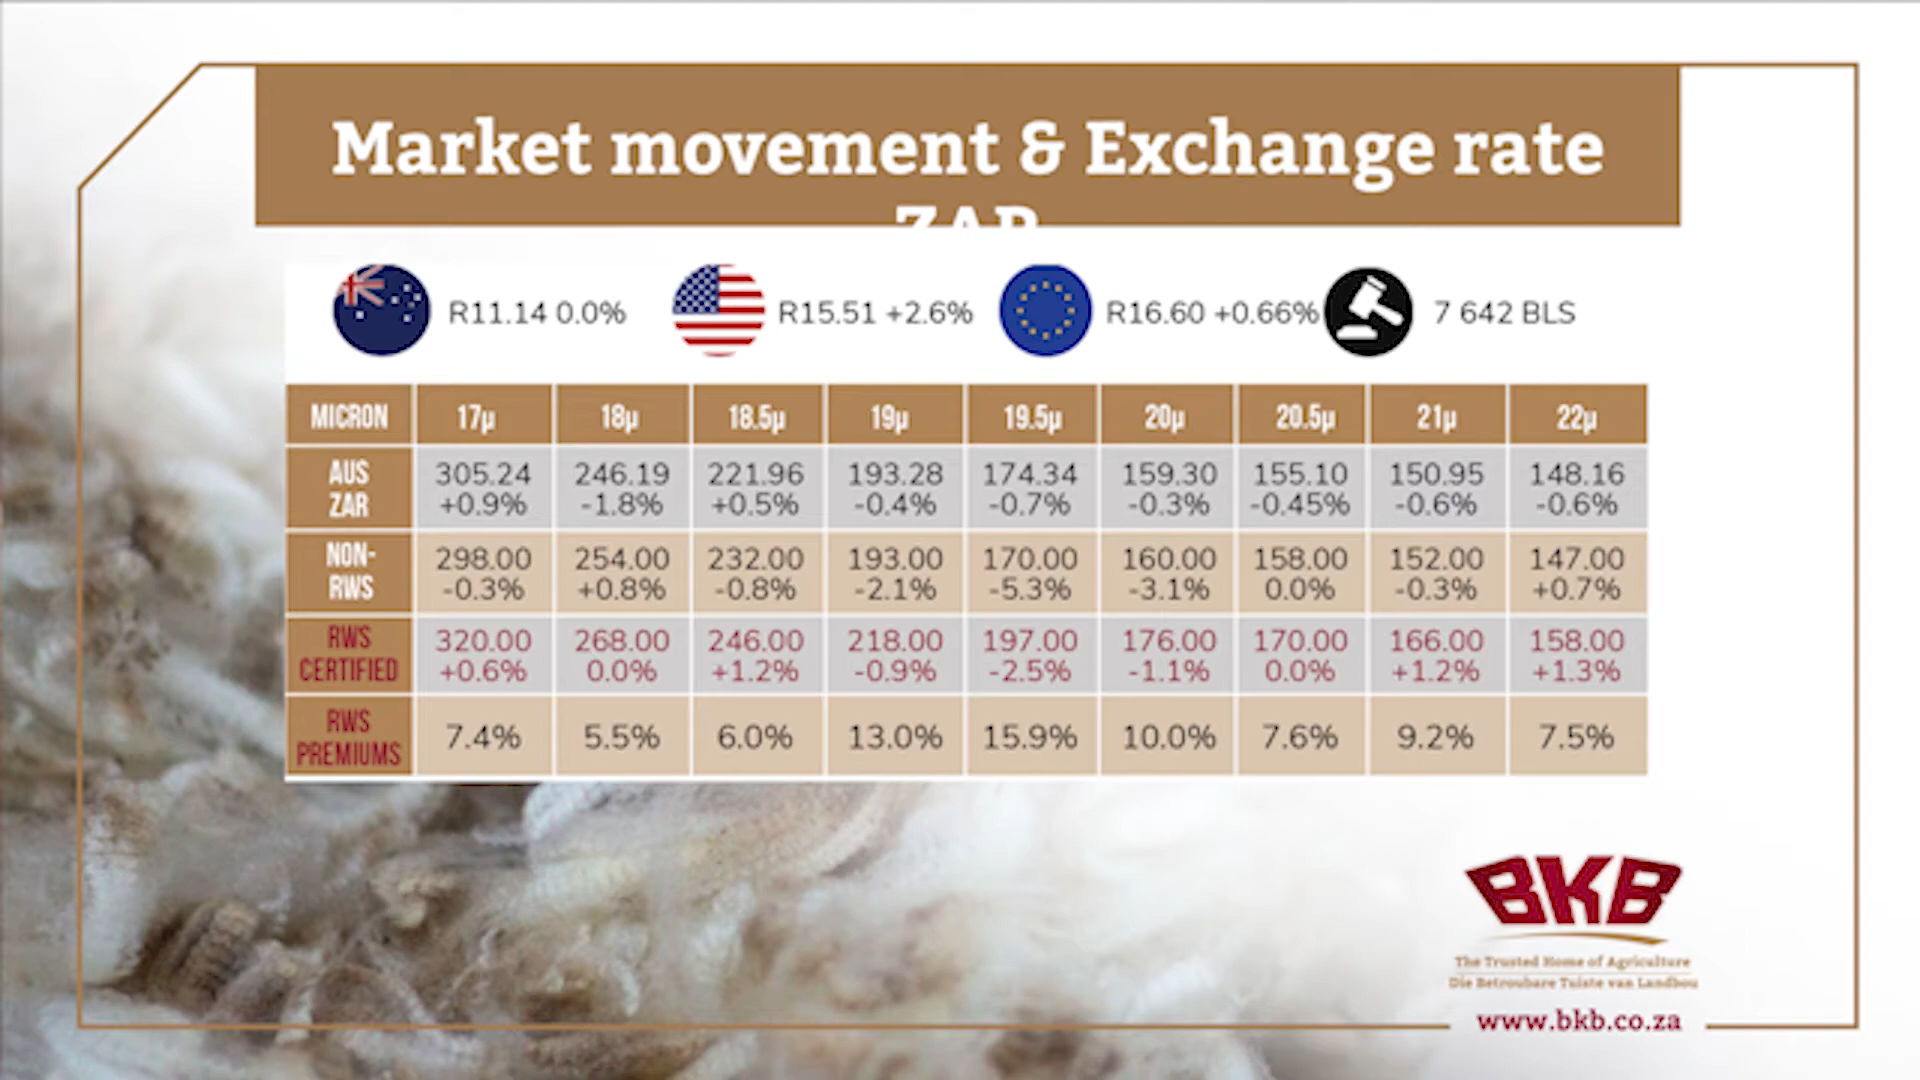 Market movement & Exchange rate
ZAR
R11.14 0.0% R15.51 +2.6% R16.60 +0.66% 7 642 BLS
MICRON 17µ 18µ 18.5µ 19µ 19.5µ 20µ 20.5µ 21µ 22µ
AUS 305.24 246.19 221.96 193.28 174.34 159.30 155.10 150.95 148.16
ZAR +0.9% -1.8% +0.5% -0.4% -0.7% -0.3% -0.45% -0.6% -0.6%
NON- 298.00 254.00 232.00 193.00 170.00 160.00 158.00 152.00 147.00
RWS -0.3% +0.8% -0.8% -2.1% -5.3% -3.1% 0.0% -0.3% +0.7%
RWS 320.00 268.00 246.00 218.00 197.00 176.00 170.00 166.00 158.00
CERTIFIED +0.6% 0.0% +1.2% -0.9% -2.5% -1.1% 0.0% +1.2% +1.3%
RWS
PREMIUMS 7.4% 5.5% 6.0% 13.0% 15.9% 10.0% 7.6% 9.2% 7.5%
BKB
The Trusted Home of Agriculture
Die Betroubare Tuiste van Landbou
www.bkb.co.za